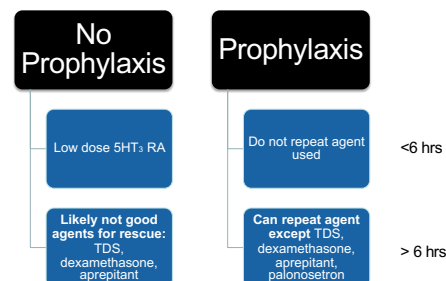 No
Prophylaxis
Prophylaxis
Low dose 5HT₃ RA
Do not repeat agent
used
<6 hrs
Likely not good
agents for rescue:
TDS,
dexamethasone,
aprepitant
Can repeat agent
except TDS,
dexamethasone,
aprepitant,
palonosetron
> 6 hrs